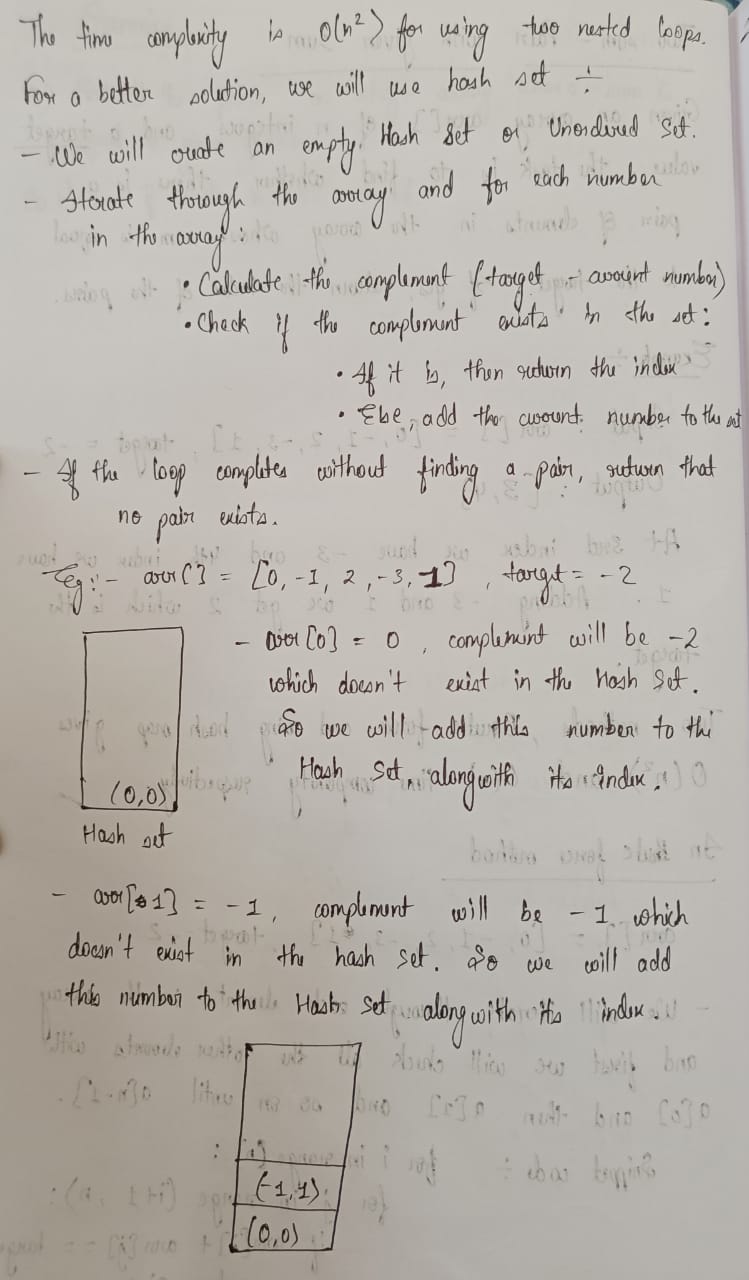 The time complexity is O(n²) for using two nested loops.
For a better solution, we will use hash set ÷
- We will create an empty Hash Set or Unordered Set.
- Iterate through the array and for each number
in the array :
• Calculate the complement (target - current number)
• Check if the complement exists in the set :
• If it is, then return the index
• Else, add the current number to the set
- If the loop completes without finding a pair, return that
no pair exists.
Eg :- arr[] = [0, -1, 2, -3, 1] , target = -2
- arr[0] = 0 , complement will be -2
which doesn't exist in the Hash Set.
So we will add this number to the
Hash Set, alongwith its index.
(0,0)
Hash set
- arr[1] = -1, complement will be -1 which
doesn't exist in the hash set. So we will add
this number to the Hash Set alongwith its index.
(-1,1)
(0,0)